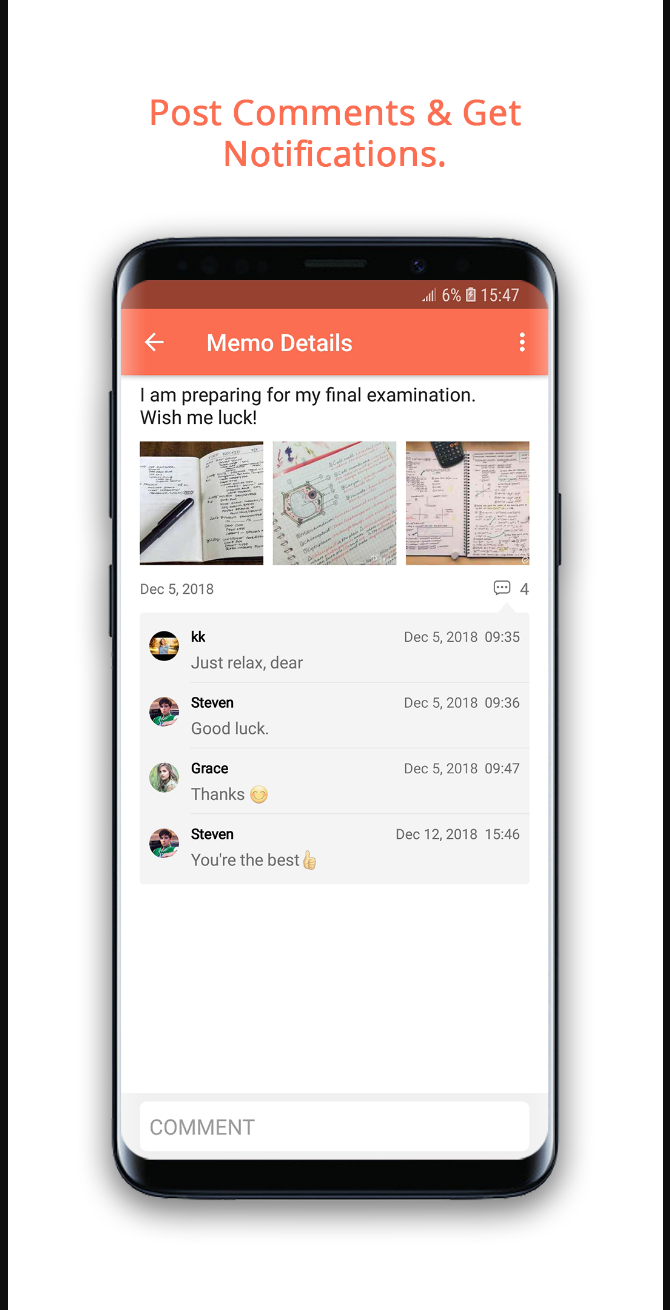 Post Comments & Get
Notifications.
6% 15:47
Memo Details
I am preparing for my final examination.
Wish me luck!
Dec 5, 2018
4
kk
Dec 5, 2018 09:35
Just relax, dear
Steven
Dec 5, 2018 09:36
Good luck.
Grace
Dec 5, 2018 09:47
Thanks 😊
Steven
Dec 12, 2018 15:46
You're the best👍
COMMENT